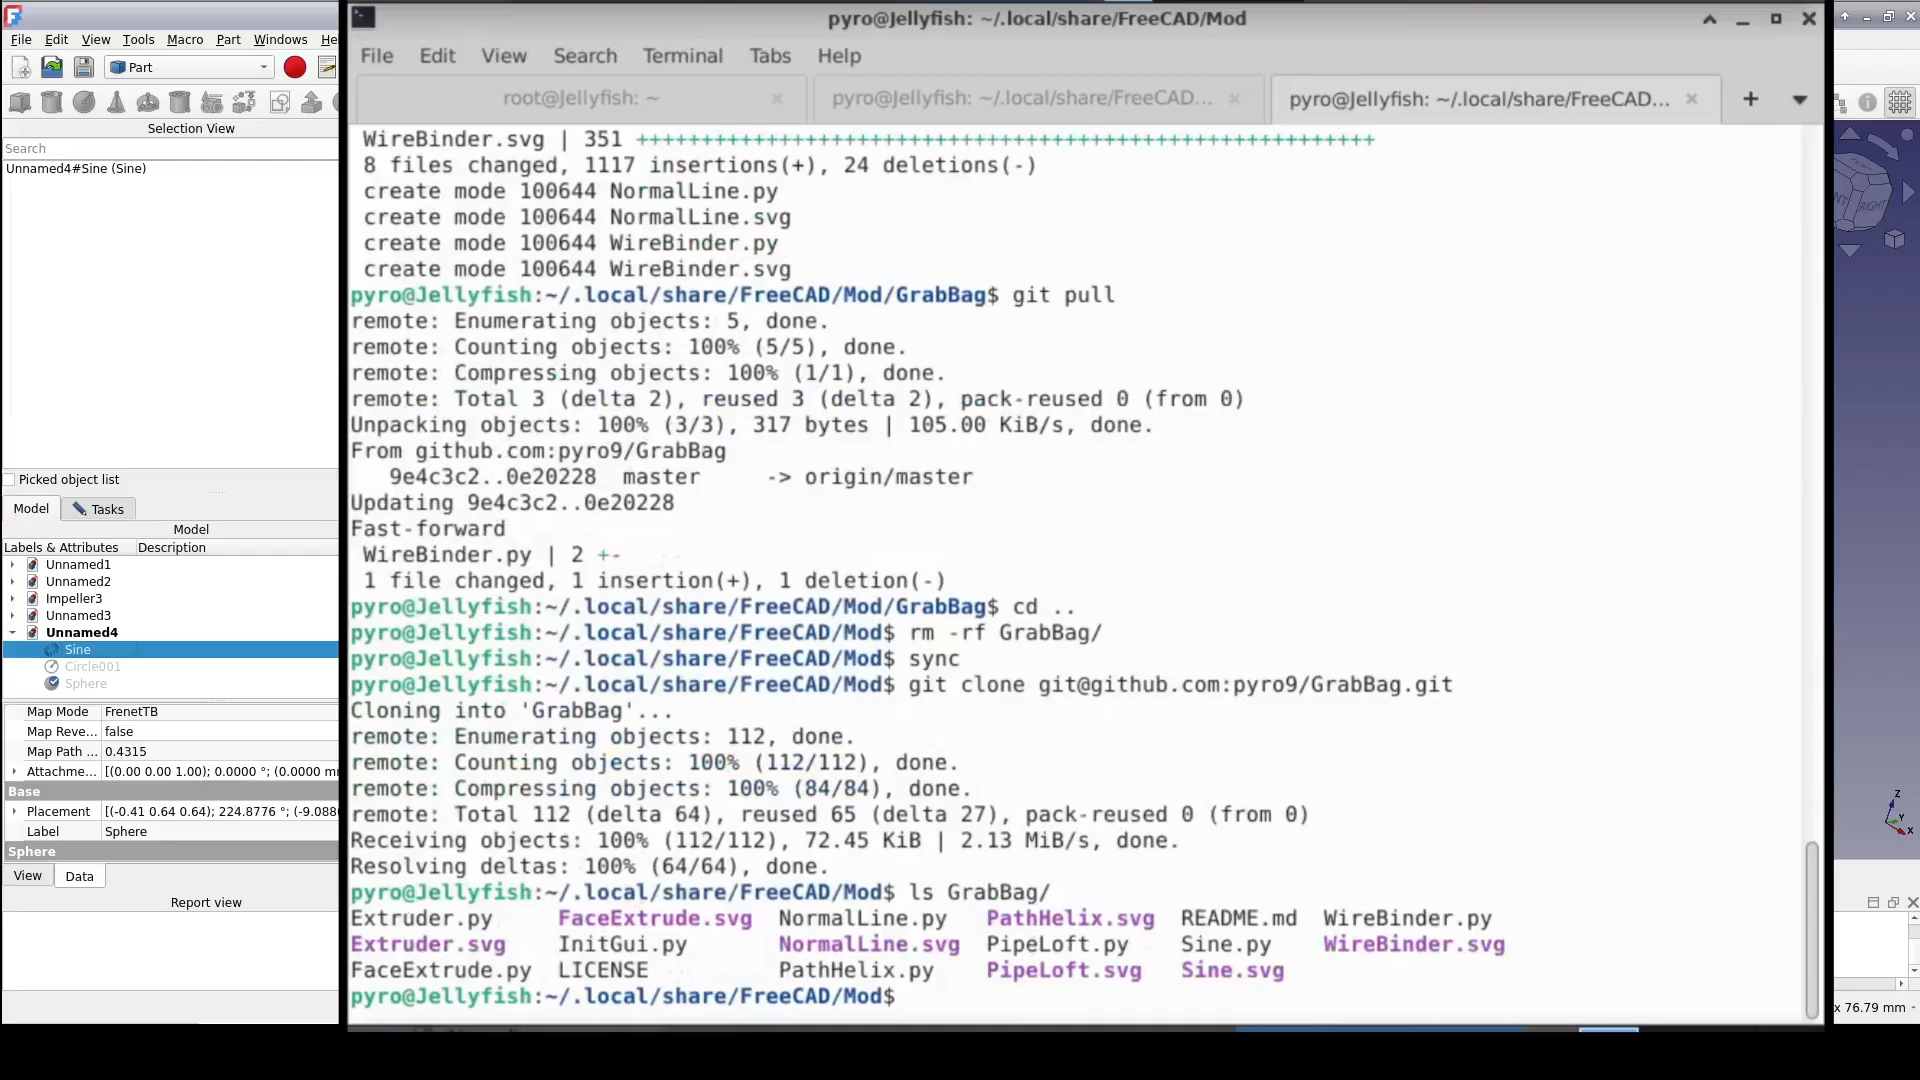 File Edit View Tools Macro Part Windows He
Part
Selection View
Search
Unnamed4#Sine (Sine)
Picked object list
Model Tasks
Model
Labels & Attributes Description
Unnamed1
Unnamed2
Impeller3
Unnamed3
Unnamed4
Sine
Circle001
Sphere
Map Mode FrenetTB
Map Reve... false
Map Path ... 0.4315
Attachme... [(0.00 0.00 1.00); 0.0000 °; (0.0000 m
Base
Placement [(-0.41 0.64 0.64); 224.8776 °; (-9.088
Label Sphere
Sphere
View Data
Report view
pyro@Jellyfish: ~/.local/share/FreeCAD/Mod
File Edit View Search Terminal Tabs Help
root@Jellyfish: ~ pyro@Jellyfish: ~/.local/share/FreeCAD... pyro@Jellyfish: ~/.local/share/FreeCAD...
WireBinder.svg | 351 +++++++++++++++++++++++++++++++++++++++++++++++++++++++++
8 files changed, 1117 insertions(+), 24 deletions(-)
create mode 100644 NormalLine.py
create mode 100644 NormalLine.svg
create mode 100644 WireBinder.py
create mode 100644 WireBinder.svg
pyro@Jellyfish:~/.local/share/FreeCAD/Mod/GrabBag$ git pull
remote: Enumerating objects: 5, done.
remote: Counting objects: 100% (5/5), done.
remote: Compressing objects: 100% (1/1), done.
remote: Total 3 (delta 2), reused 3 (delta 2), pack-reused 0 (from 0)
Unpacking objects: 100% (3/3), 317 bytes | 105.00 KiB/s, done.
From github.com:pyro9/GrabBag
9e4c3c2..0e20228 master -> origin/master
Updating 9e4c3c2..0e20228
Fast-forward
WireBinder.py | 2 +-
1 file changed, 1 insertion(+), 1 deletion(-)
pyro@Jellyfish:~/.local/share/FreeCAD/Mod/GrabBag$ cd ..
pyro@Jellyfish:~/.local/share/FreeCAD/Mod$ rm -rf GrabBag/
pyro@Jellyfish:~/.local/share/FreeCAD/Mod$ sync
pyro@Jellyfish:~/.local/share/FreeCAD/Mod$ git clone git@github.com:pyro9/GrabBag.git
Cloning into 'GrabBag'...
remote: Enumerating objects: 112, done.
remote: Counting objects: 100% (112/112), done.
remote: Compressing objects: 100% (84/84), done.
remote: Total 112 (delta 64), reused 65 (delta 27), pack-reused 0 (from 0)
Receiving objects: 100% (112/112), 72.45 KiB | 2.13 MiB/s, done.
Resolving deltas: 100% (64/64), done.
pyro@Jellyfish:~/.local/share/FreeCAD/Mod$ ls GrabBag/
Extruder.py FaceExtrude.svg NormalLine.py PathHelix.svg README.md WireBinder.py
Extruder.svg InitGui.py NormalLine.svg PipeLoft.py Sine.py WireBinder.svg
FaceExtrude.py LICENSE PathHelix.py PipeLoft.svg Sine.svg
pyro@Jellyfish:~/.local/share/FreeCAD/Mod$
RIGHT
Z
Y
X
x 76.79 mm